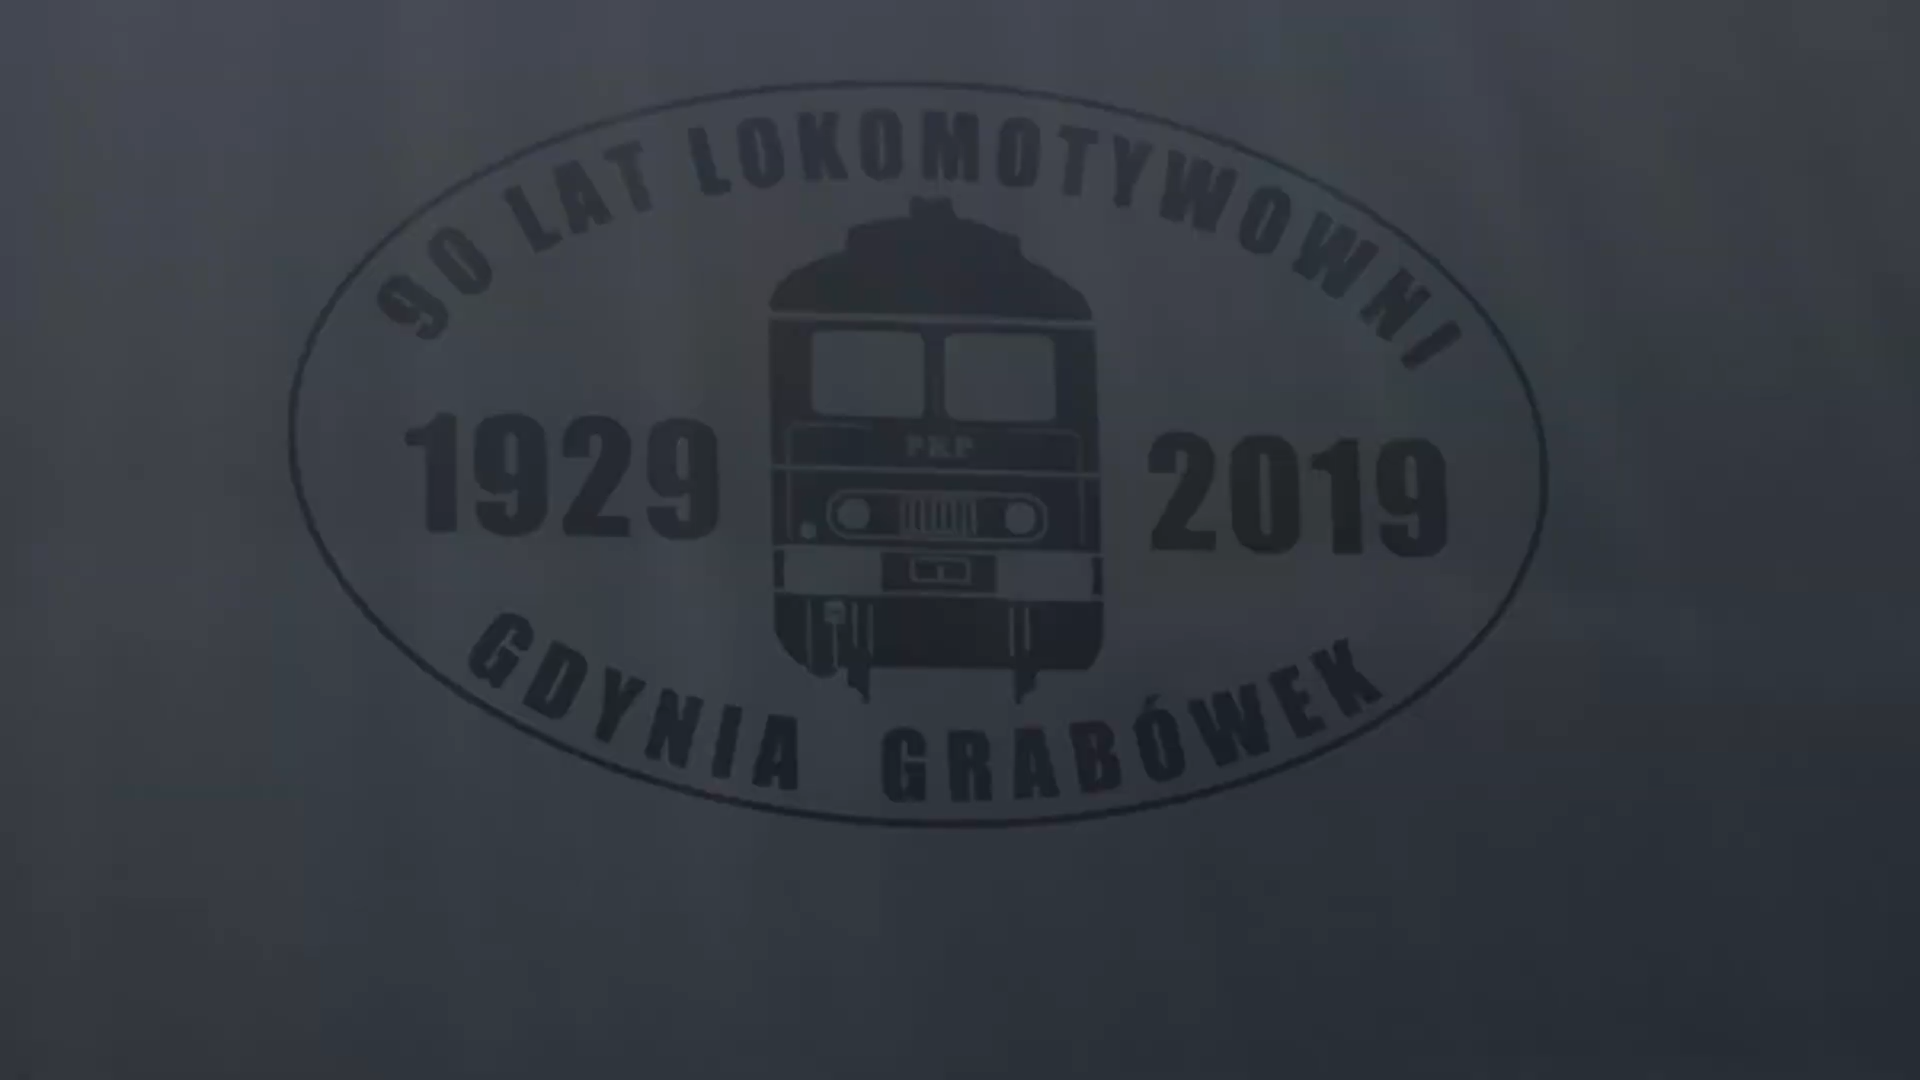 90 LAT LOKOMOTYWOWNI
1929
PKP
2019
GDYNIA GRABÓWEK